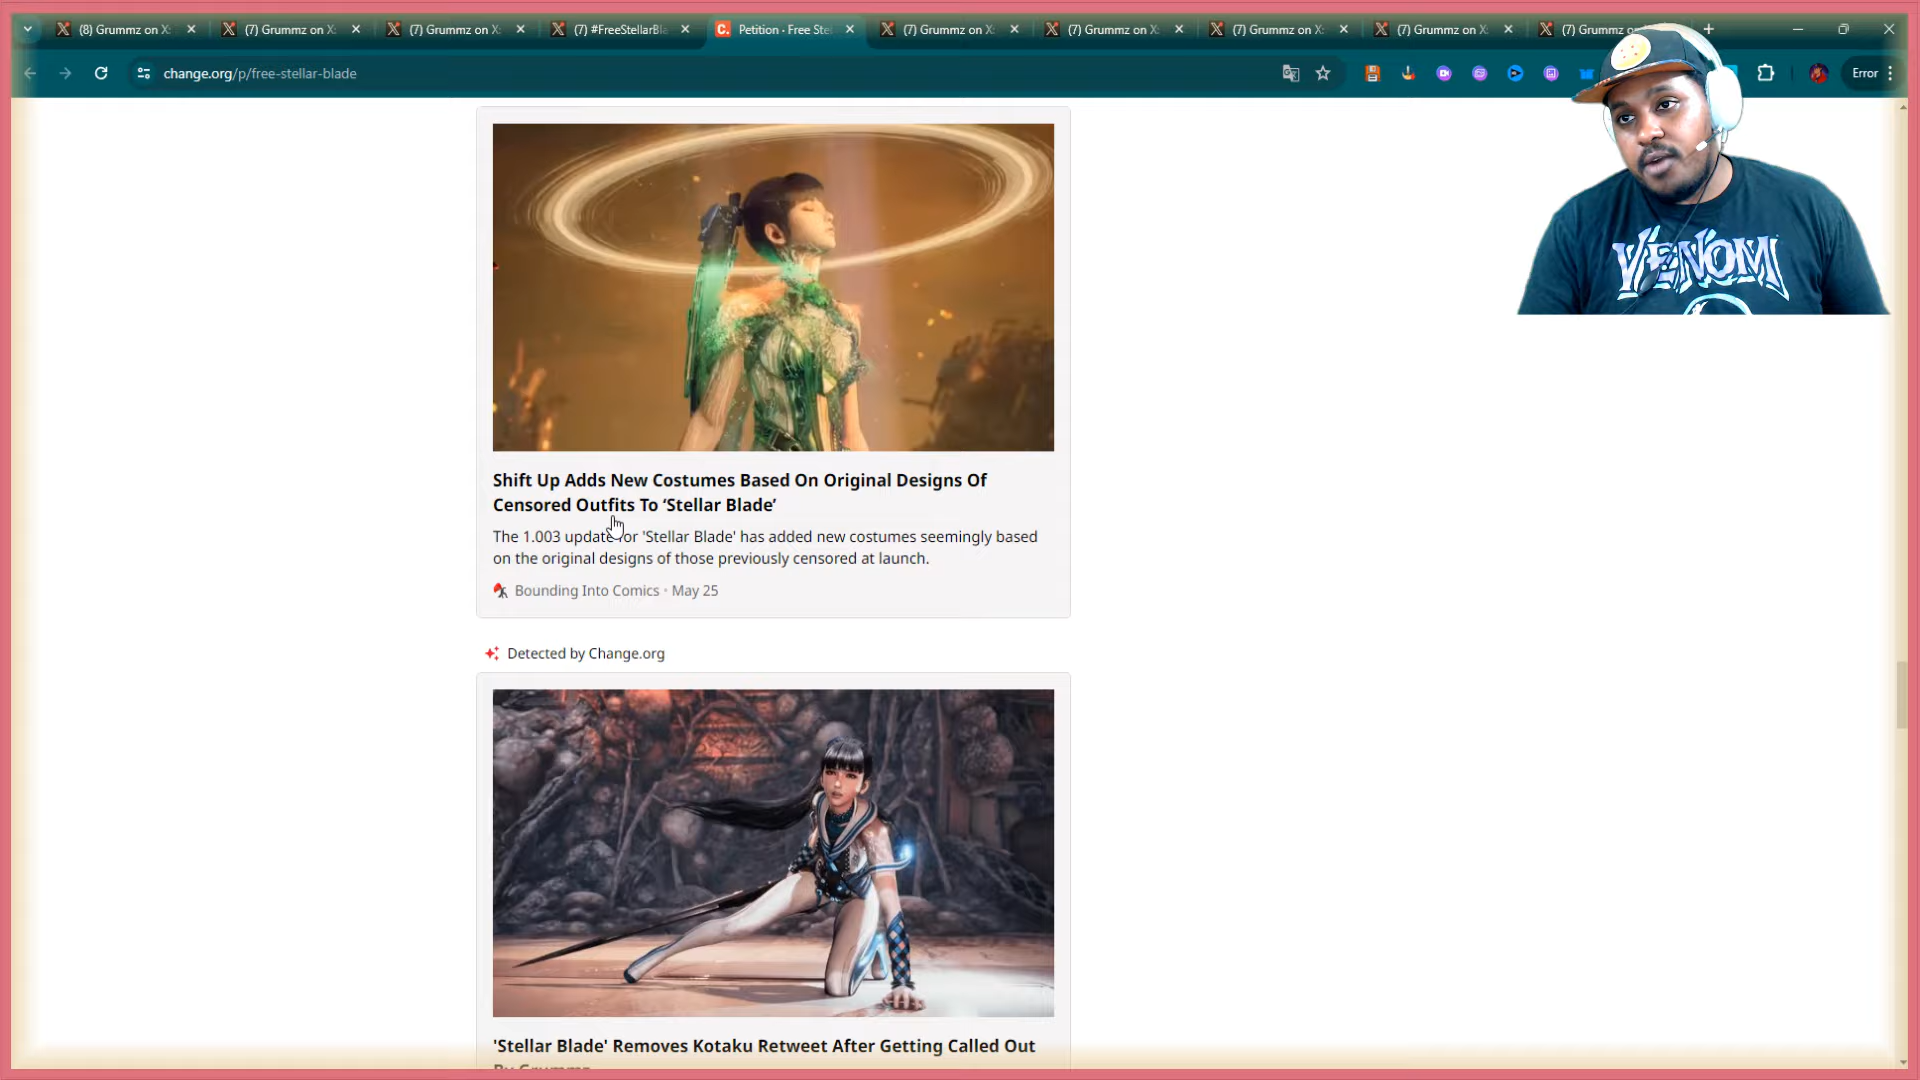 (8) Grummz on X:
(7) Grummz on X:
(7) Grummz on X:
(7) #FreeStellarBla
Petition · Free Stel
(7) Grummz on X:
(7) Grummz on X:
(7) Grummz on X:
(7) Grummz on X:
(7) Grummz on
change.org/p/free-stellar-blade
Error
VENOM
Shift Up Adds New Costumes Based On Original Designs Of
Censored Outfits To ‘Stellar Blade’
The 1.003 update for 'Stellar Blade' has added new costumes seemingly based
on the original designs of those previously censored at launch.
Bounding Into Comics • May 25
Detected by Change.org
'Stellar Blade' Removes Kotaku Retweet After Getting Called Out
By Grummz